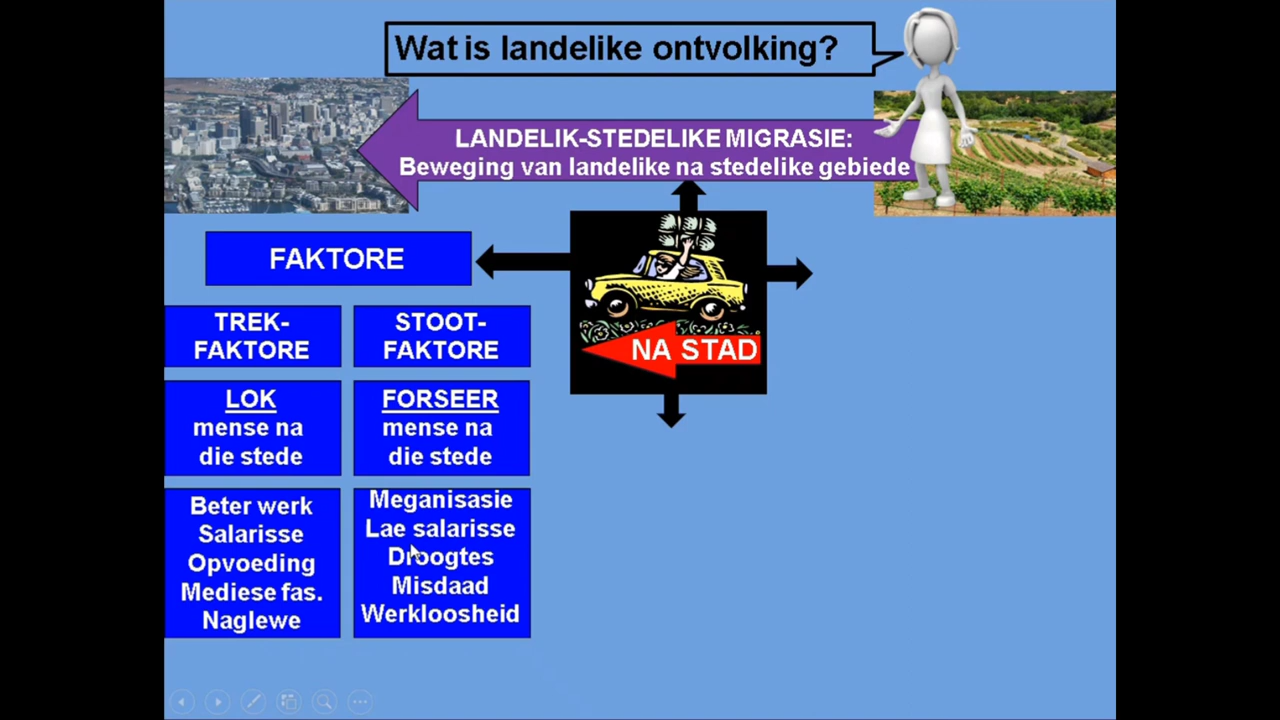 Wat is landelike ontvolking?
LANDELIK-STEDELIKE MIGRASIE:
Beweging van landelike na stedelike gebiede
FAKTORE
NA STAD
TREK-
FAKTORE
STOOT-
FAKTORE
LOK
mense na
die stede
FORSEER
mense na
die stede
Beter werk
Salarisse
Opvoeding
Mediese fas.
Naglewe
Meganisasie
Lae salarisse
Droogtes
Misdaad
Werkloosheid